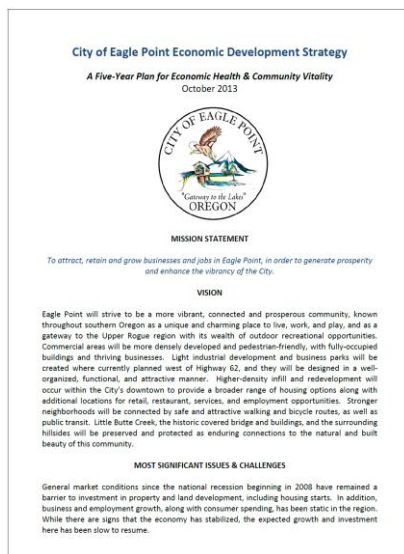 City of Eagle Point Economic Development Strategy
A Five-Year Plan for Economic Health & Community Vitality
October 2013
CITY OF EAGLE POINT
"Gateway to the Lakes"
OREGON
MISSION STATEMENT
To attract, retain and grow businesses and jobs in Eagle Point, in order to generate prosperity
and enhance the vibrancy of the City.
VISION
Eagle Point will strive to be a more vibrant, connected and prosperous community, known
throughout southern Oregon as a unique and charming place to live, work, and play, and as a
gateway to the Upper Rogue region with its wealth of outdoor recreational opportunities.
Commercial areas will be more densely developed and pedestrian-friendly, with fully-occupied
buildings and thriving businesses. Light industrial development and business parks will be
created where currently planned west of Highway 62, and they will be designed in a well-
organized, functional, and attractive manner. Higher-density infill and redevelopment will
occur within the City's downtown to provide a broader range of housing options along with
additional locations for retail, restaurant, services, and employment opportunities. Stronger
neighborhoods will be connected by safe and attractive walking and bicycle routes, as well as
public transit. Little Butte Creek, the historic covered bridge and buildings, and the surrounding
hillsides will be preserved and protected as enduring connections to the natural and built
beauty of this community.
MOST SIGNIFICANT ISSUES & CHALLENGES
General market conditions since the national recession beginning in 2008 have remained a
barrier to investment in property and land development, including housing starts. In addition,
business and employment growth, along with consumer spending, has been static in the region.
While there are signs that the economy has stabilized, the expected growth and investment
here has been slow to resume.